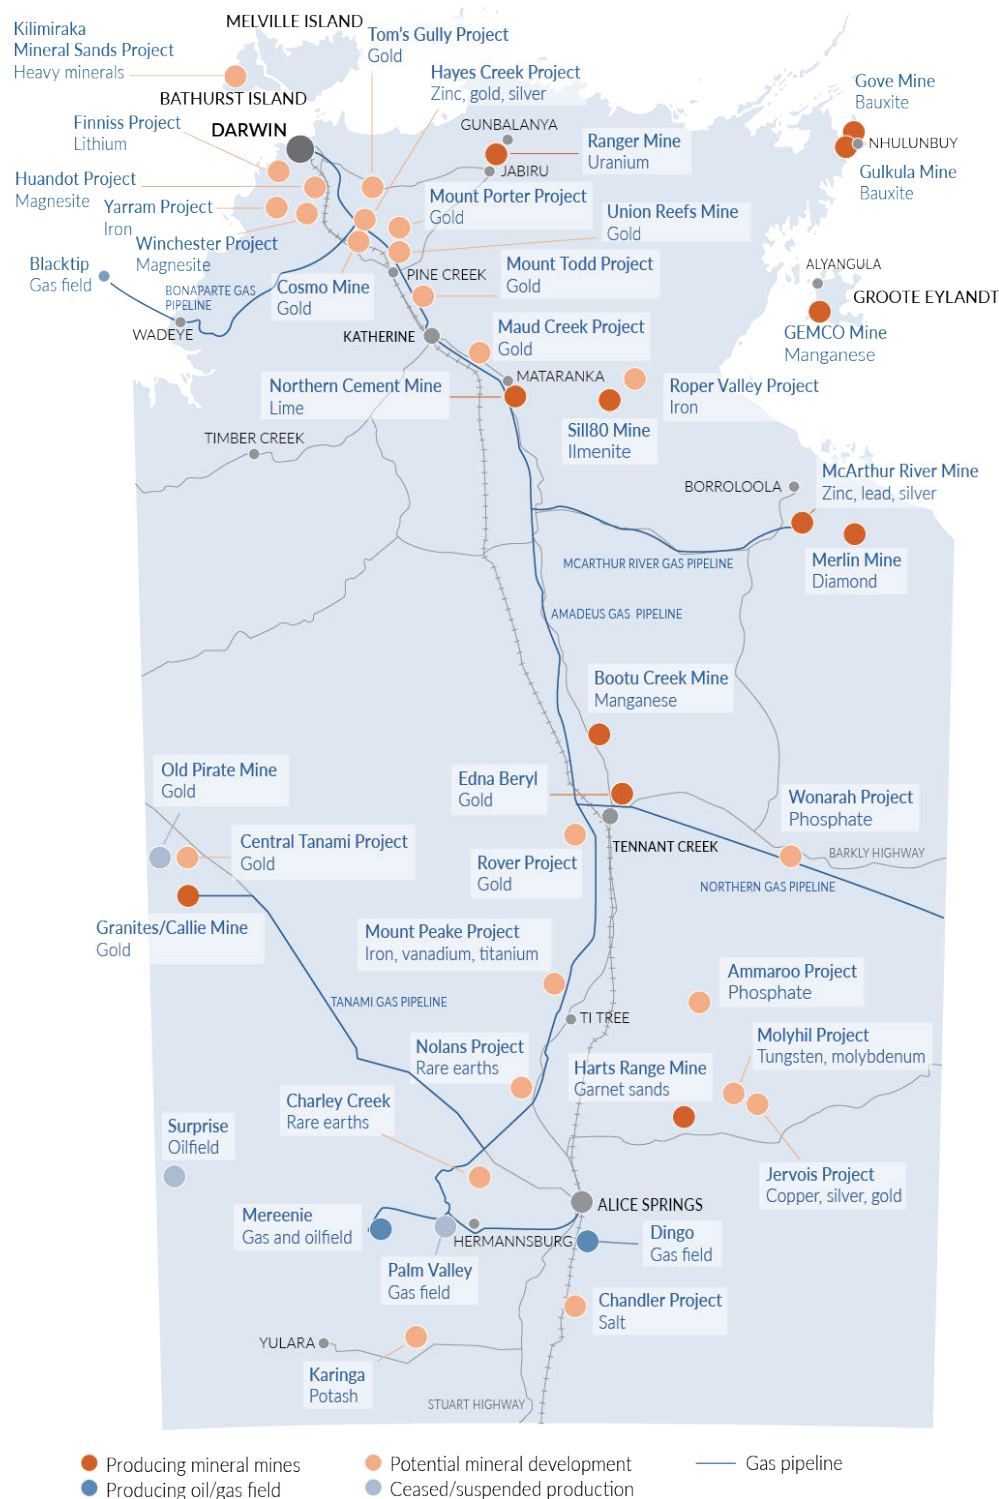 MELVILLE ISLAND
Kilimiraka
Mineral Sands Project
Heavy minerals
Tom's Gully Project
Gold
Hayes Creek Project
Zinc, gold, silver
Gove Mine
Bauxite
BATHURST ISLAND
DARWIN
Finniss Project
Lithium
GUNBALANYA
Ranger Mine
Uranium
NHULUNBUY
JABIRU
Gulkula Mine
Bauxite
Huandot Project
Magnesite
Mount Porter Project
Gold
Yarram Project
Iron
Union Reefs Mine
Gold
Winchester Project
Magnesite
Blacktip
Gas field
BONAPARTE GAS
PIPELINE
Cosmo Mine
Gold
PINE CREEK
Mount Todd Project
Gold
ALYANGULA
GROOTE EYLANDT
WADEYE
KATHERINE
Maud Creek Project
Gold
GEMCO Mine
Manganese
Northern Cement Mine
Lime
MATARANKA
Roper Valley Project
Iron
Sill80 Mine
Ilmenite
TIMBER CREEK
McArthur River Mine
Zinc, lead, silver
BORROLOOLA
MCARTHUR RIVER GAS PIPELINE
Merlin Mine
Diamond
AMADEUS GAS PIPELINE
Bootu Creek Mine
Manganese
Old Pirate Mine
Gold
Edna Beryl
Gold
Wonarah Project
Phosphate
Central Tanami Project
Gold
TENNANT CREEK
BARKLY HIGHWAY
Rover Project
Gold
NORTHERN GAS PIPELINE
Granites/Callie Mine
Gold
Mount Peake Project
Iron, vanadium, titanium
Ammaroo Project
Phosphate
TANAMI GAS PIPELINE
TI TREE
Molyhil Project
Tungsten, molybdenum
Nolans Project
Rare earths
Harts Range Mine
Garnet sands
Charley Creek
Rare earths
Surprise
Oilfield
Jervois Project
Copper, silver, gold
ALICE SPRINGS
Mereenie
Gas and oilfield
HERMANNSBURG
Dingo
Gas field
Palm Valley
Gas field
Chandler Project
Salt
YULARA
Karinga
Potash
STUART HIGHWAY
Producing mineral mines
Potential mineral development
Gas pipeline
Producing oil/gas field
Ceased/suspended production